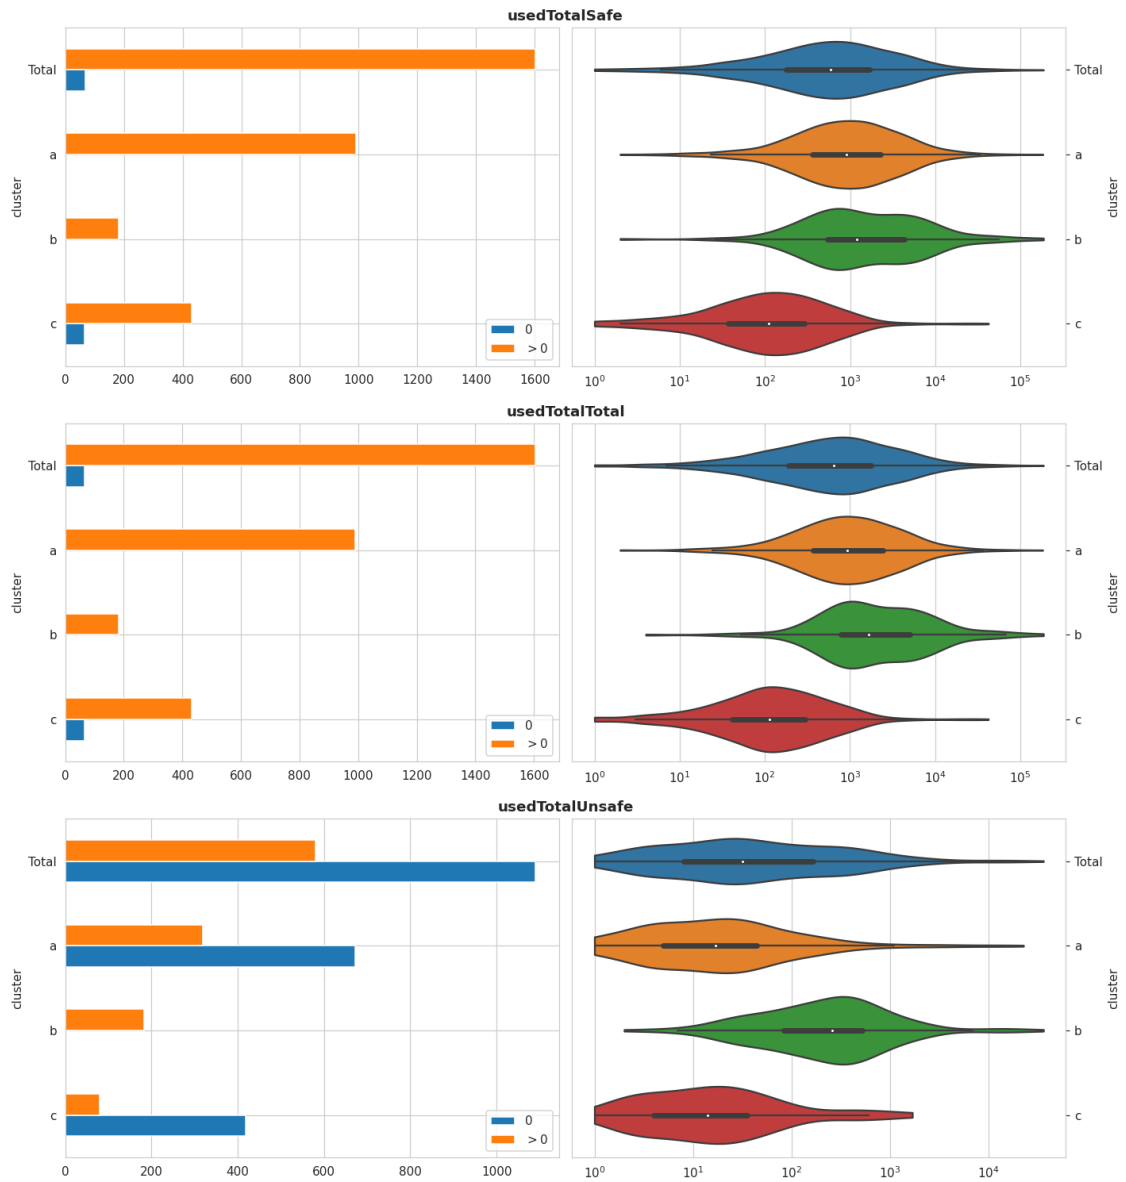 usedTotalSafe
Total
a
b
c
cluster
0 200 400 600 800 1000 1200 1400 1600
0
> 0
10⁰ 10¹ 10² 10³ 10⁴ 10⁵
Total
a
b
c
cluster
usedTotalTotal
Total
a
b
c
cluster
0 200 400 600 800 1000 1200 1400 1600
0
> 0
10⁰ 10¹ 10² 10³ 10⁴ 10⁵
Total
a
b
c
cluster
usedTotalUnsafe
Total
a
b
c
cluster
0 200 400 600 800 1000
0
> 0
10⁰ 10¹ 10² 10³ 10⁴
Total
a
b
c
cluster